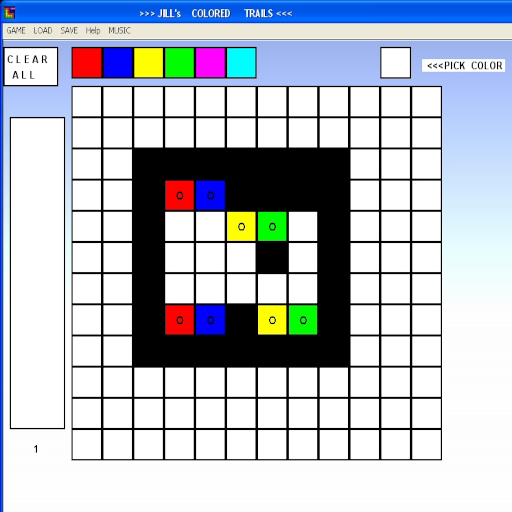 >>> JILL's COLORED TRAILS <<<
GAME LOAD SAVE Help MUSIC
CLEAR
ALL
<<<PICK COLOR
O O
O O
O O O O
1